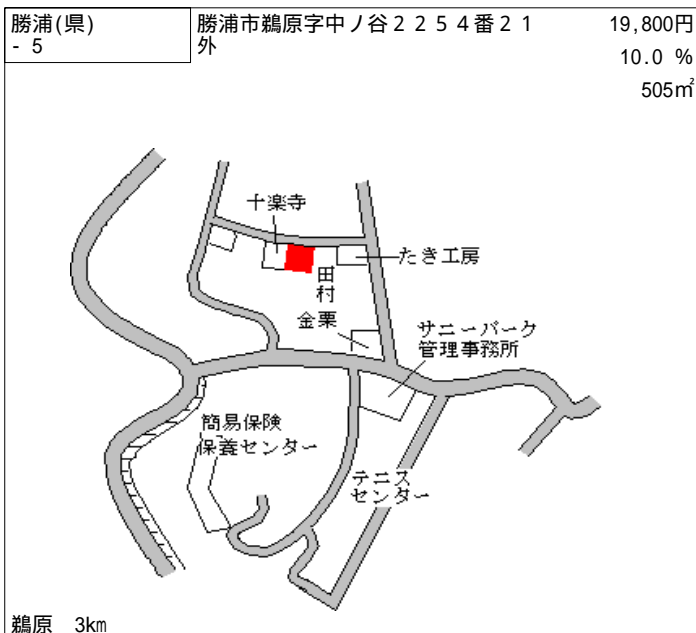 勝浦(県)
- 5
勝浦市鵜原字中ノ谷２２５４番２１
外
19,800円
10.0 %
505㎡
十楽寺
たき工房
田村
金栗
サニーパーク
管理事務所
簡易保険
保養センター
テニス
センター
鵜原 3km